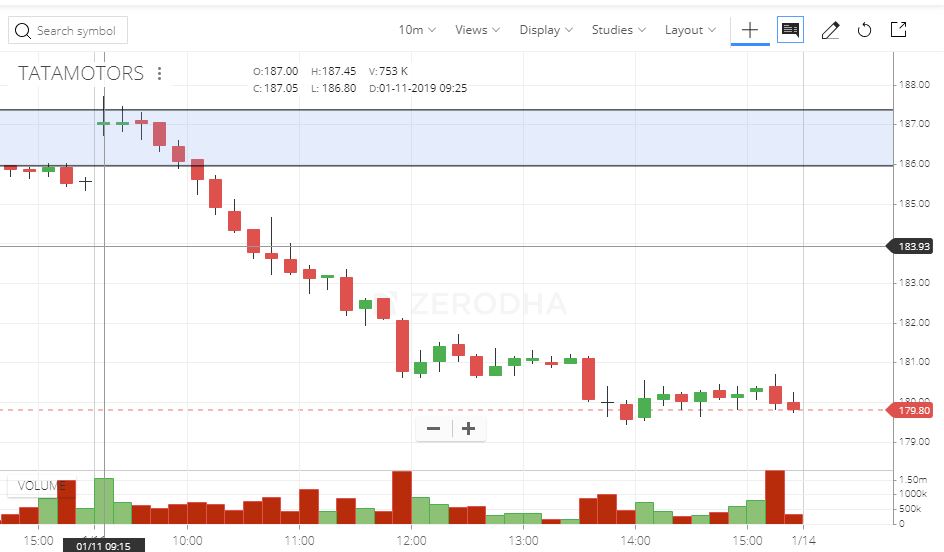 Search symbol 10m Views Display Studies Layout
TATAMOTORS
O:187.00 H:187.45 V:753 K
C:187.05 L: 186.80 D:01-11-2019 09:25
188.00
187.00
186.00
185.00
183.93
183.00
182.00
181.00
179.80
179.00
ZERODHA
VOLUME
1.50m
1000k
500k
0
15:00 10:00 11:00 12:00 13:00 14:00 15:00 1/14
01/11 09:15